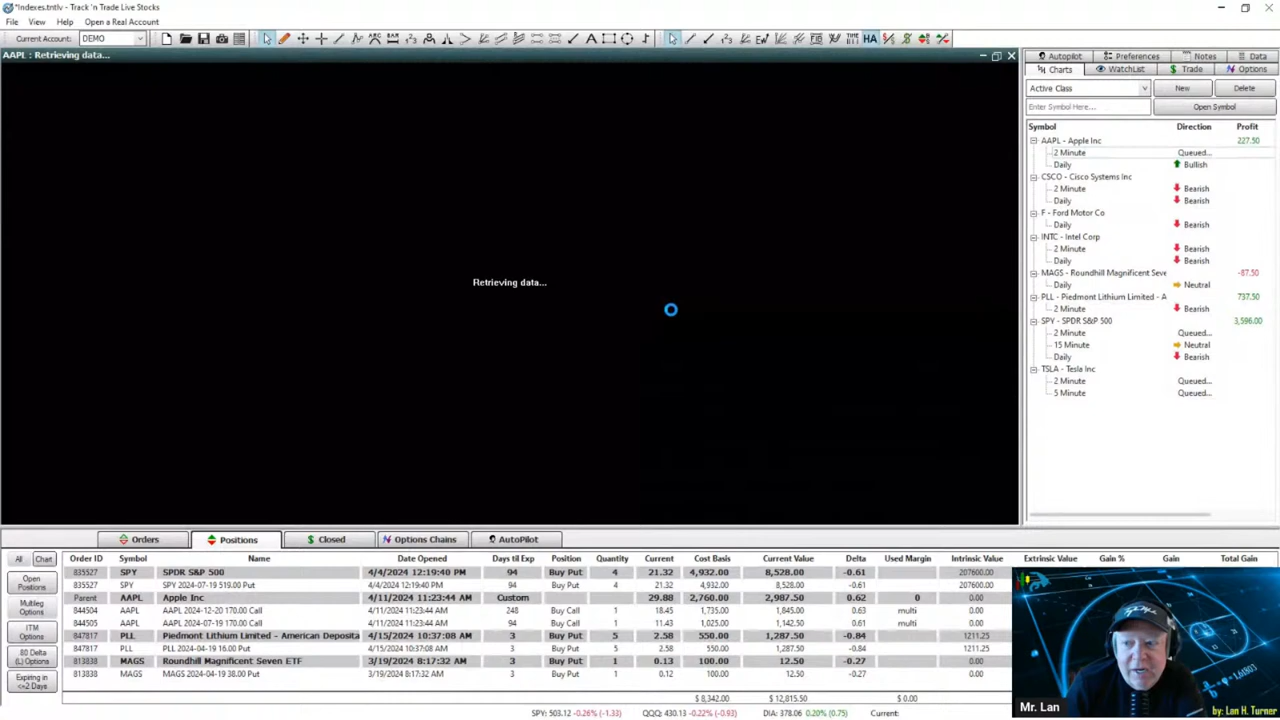 *Indexes.tntlv - Track 'n Trade Live Stocks
File View Help Open a Real Account
Current Account: DEMO
AAPL : Retrieving data...
Retrieving data...
Autopilot Preferences Notes Data
Charts WatchList Trade Options
Active Class New Delete
Enter Symbol Here... Open Symbol
Symbol Direction Profit
AAPL - Apple Inc 227.50
2 Minute Queued...
Daily Bullish
CSCO - Cisco Systems Inc
2 Minute Bearish
Daily Bearish
F - Ford Motor Co
Daily Bearish
INTC - Intel Corp
2 Minute Bearish
Daily Bearish
MAGS - Roundhill Magnificent Seve -87.50
Daily Neutral
PLL - Piedmont Lithium Limited - A 737.50
2 Minute Bearish
SPY - SPDR S&P 500 3,596.00
2 Minute Queued...
15 Minute Neutral
Daily Bearish
TSLA - Tesla Inc
2 Minute Queued...
5 Minute Queued...
Orders Positions Closed Options Chains AutoPilot
All Chart
Open Positions
Multileg Options
ITM Options
.80 Delta (L) Options
Expiring in <=2 Days
Order ID Symbol Name Date Opened Days til Exp Position Quantity Current Cost Basis Current Value Delta Used Margin Intrinsic Value Extrinsic Value Gain % Gain Total Gain
835527 SPY SPDR S&P 500 4/4/2024 12:19:40 PM 94 Buy Put 4 21.32 4,932.00 8,528.00 -0.61 207600.00
835527 SPY SPY 2024-07-19 519.00 Put 4/4/2024 12:19:40 PM 94 Buy Put 4 21.32 4,932.00 8,528.00 -0.61 207600.00
Parent AAPL Apple Inc 4/11/2024 11:23:44 AM Custom 29.88 2,760.00 2,987.50 0.62 0 0.00
844504 AAPL AAPL 2024-12-20 170.00 Call 4/11/2024 11:23:44 AM 248 Buy Call 1 18.45 1,735.00 1,845.00 0.63 multi 0.00
844505 AAPL 4/11/2024 11:23:44 AM 94 Buy Call 1 11.43 1,025.00 1,142.50 0.61 multi 0.00
847817 PLL Piedmont Lithium Limited - American Deposita 4/15/2024 10:37:08 AM 3 Buy Put 5 2.58 550.00 1,287.50 -0.84 1211.25
847817 PLL PLL 2024-04-19 16.00 Put 4/15/2024 10:37:08 AM 3 Buy Put 5 2.58 550.00 1,287.50 -0.84 1211.25
813838 MAGS Roundhill Magnificent Seven ETF 3/19/2024 8:17:32 AM 3 Buy Put 1 0.13 100.00 12.50 -0.27 0.00
813838 MAGS MAGS 2024-04-19 38.00 Put 3/19/2024 8:17:32 AM 3 Buy Put 1 0.12 100.00 12.50 -0.27 0.00
$ 8,342.00 $ 12,815.50 $ 0.00
SPY: 503.12 -0.26% (-1.33) QQQ: 430.13 -0.22% (-0.93) DIA: 378.06 0.20% (0.75) Current:
Mr. Lan
by: Lan H. Turner